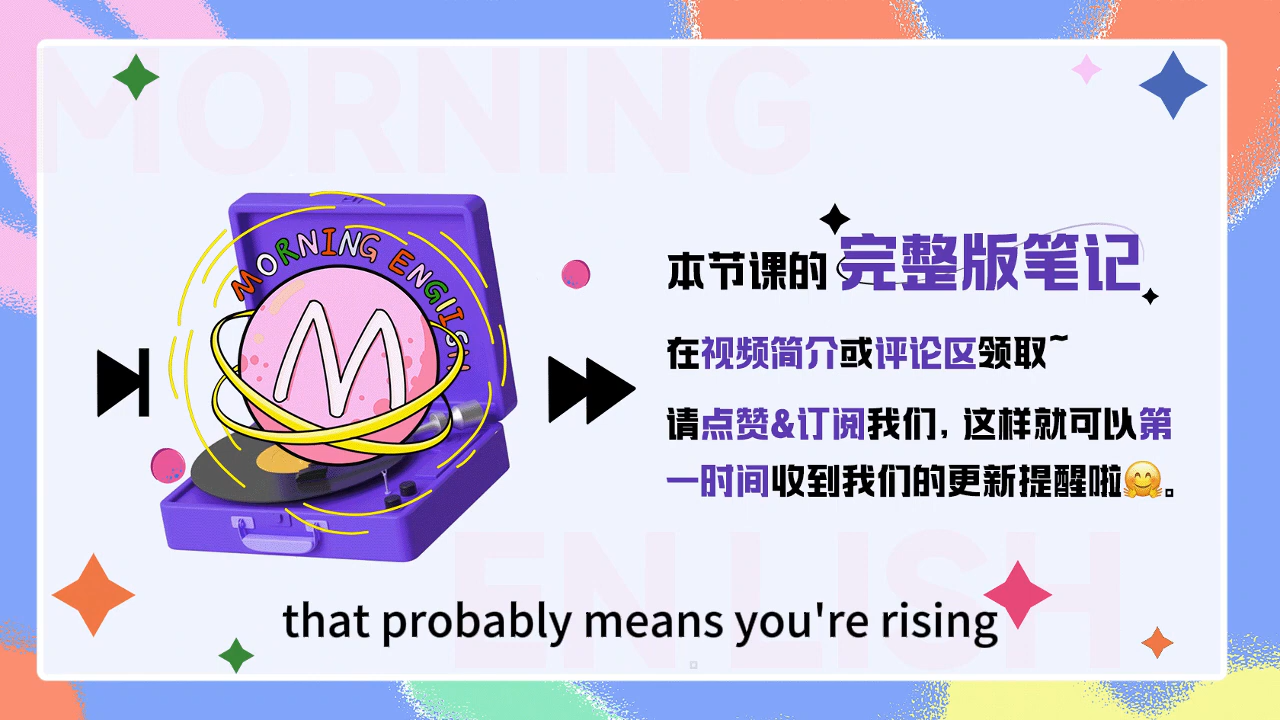 MORNING
MORNING ENGLISH
M
本节课的完整版笔记
在视频简介或评论区领取~
请点赞&订阅我们,这样就可以第
一时间收到我们的更新提醒啦🤗。
EN LISH
that probably means you're rising